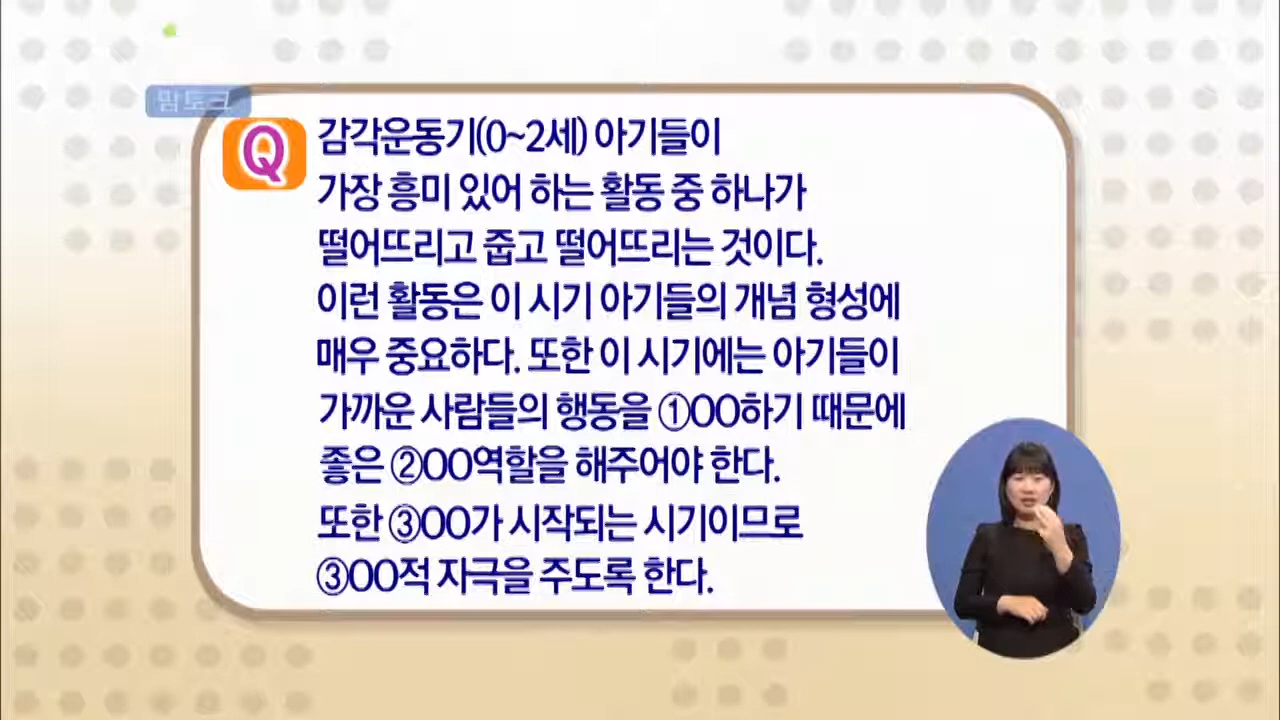 맘토크
Q
감각운동기(0~2세) 아기들이
가장 흥미 있어 하는 활동 중 하나가
떨어뜨리고 줍고 떨어뜨리는 것이다.
이런 활동은 이 시기 아기들의 개념 형성에
매우 중요하다. 또한 이 시기에는 아기들이
가까운 사람들의 행동을 ①OO하기 때문에
좋은 ②OO역할을 해주어야 한다.
또한 ③OO가 시작되는 시기이므로
③OO적 자극을 주도록 한다.